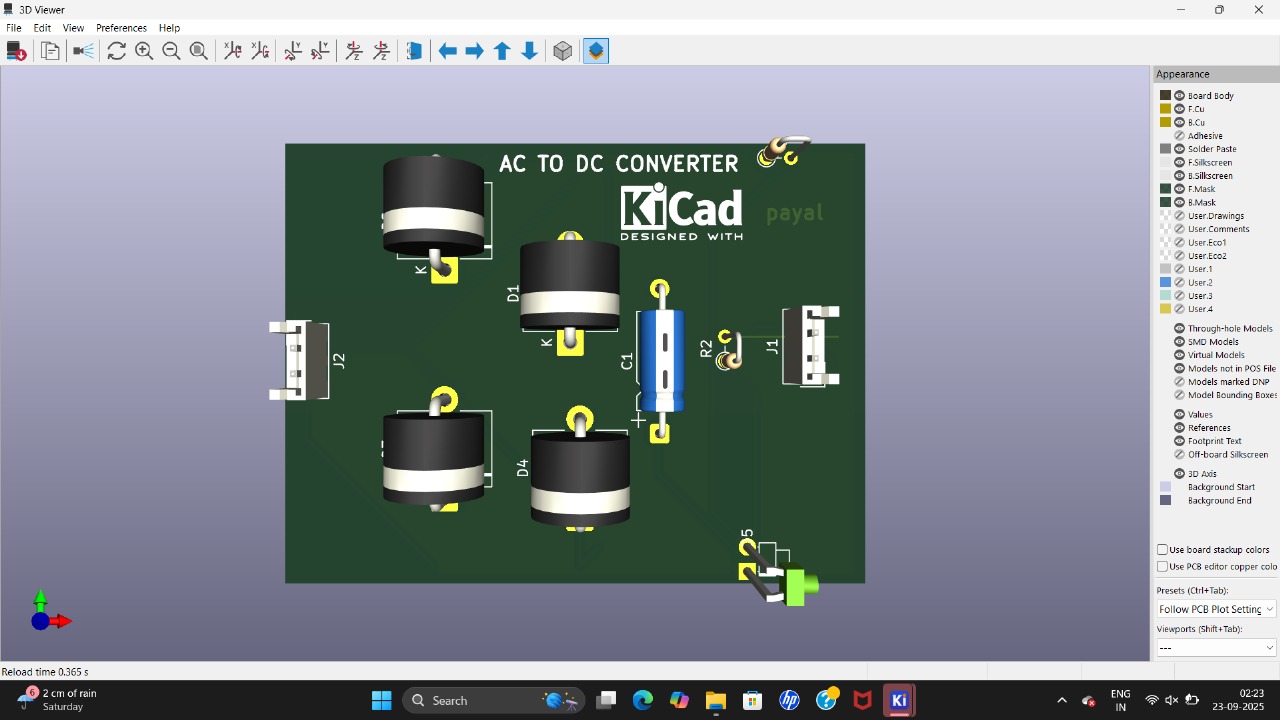 3D Viewer
File Edit View Preferences Help
Appearance
Board Body
F.Cu
B.Cu
Adhesive
Solder Paste
F.Silkscreen
B.Silkscreen
F.Mask
B.Mask
User.Drawings
User.Comments
User.Eco1
User.Eco2
User.1
User.2
User.3
User.4
Through-hole Models
SMD Models
Virtual Models
Models not in POS File
Models marked DNP
Model Bounding Boxes
Values
References
Footprint Text
Off-board Silkscreen
3D Axis
Background Start
Background End
Use board stackup colors
Use PCB editor copper colo
Presets (Ctrl+Tab):
Follow PCB Plot Setting
Viewports (Shift+Tab):
---
AC TO DC CONVERTER
KiCad
DESIGNED WITH
payal
K
D1
K
J2
C1
R2
J1
+
D4
5
Reload time 0.365 s
6
2 cm of rain
Saturday
Search
hp
Ki
ENG
IN
02:23
23-09-2025